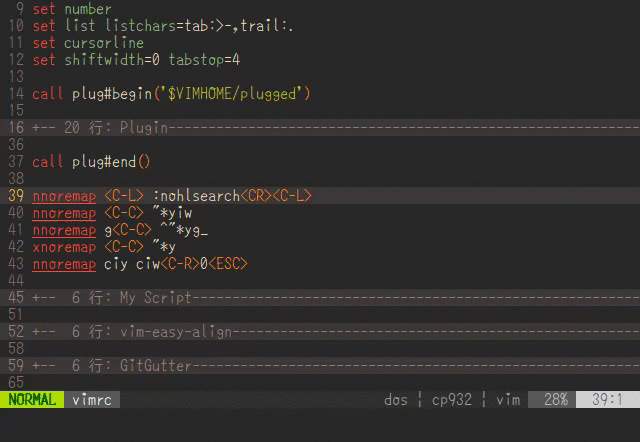 9 set number
10 set list listchars=tab:>-,trail:.
11 set cursorline
12 set shiftwidth=0 tabstop=4
13
14 call plug#begin('$VIMHOME/plugged')
15
16 +-- 20 行: Plugin------------------------------------------------------------
36
37 call plug#end()
38
39 nnoremap <C-L> :nohlsearch<CR><C-L>
40 nnoremap <C-C> "*yiw
41 nnoremap g<C-C> ^"*yg_
42 xnoremap <C-C> "*y
43 nnoremap ciy ciw<C-R>0<ESC>
44
45 +--  6 行: My Script---------------------------------------------------------
51
52 +--  6 行: vim-easy-align----------------------------------------------------
58
59 +--  6 行: GitGutter---------------------------------------------------------
65
NORMAL vimrc dos ¦ cp932 ¦ vim 28% 39:1